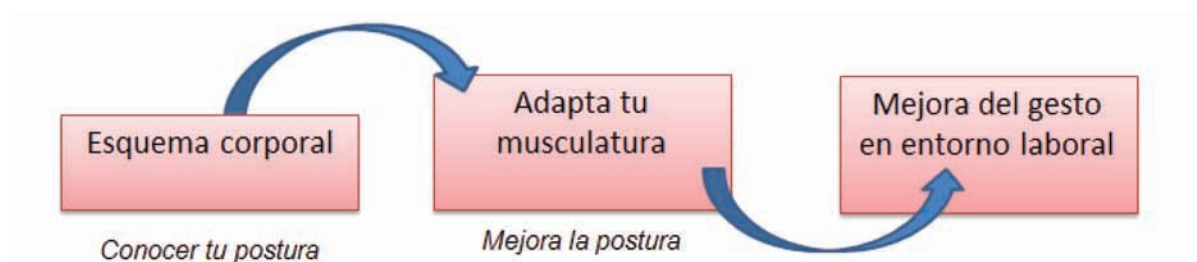 Esquema corporal
Conocer tu postura
Adapta tu
musculatura
Mejora la postura
Mejora del gesto
en entorno laboral